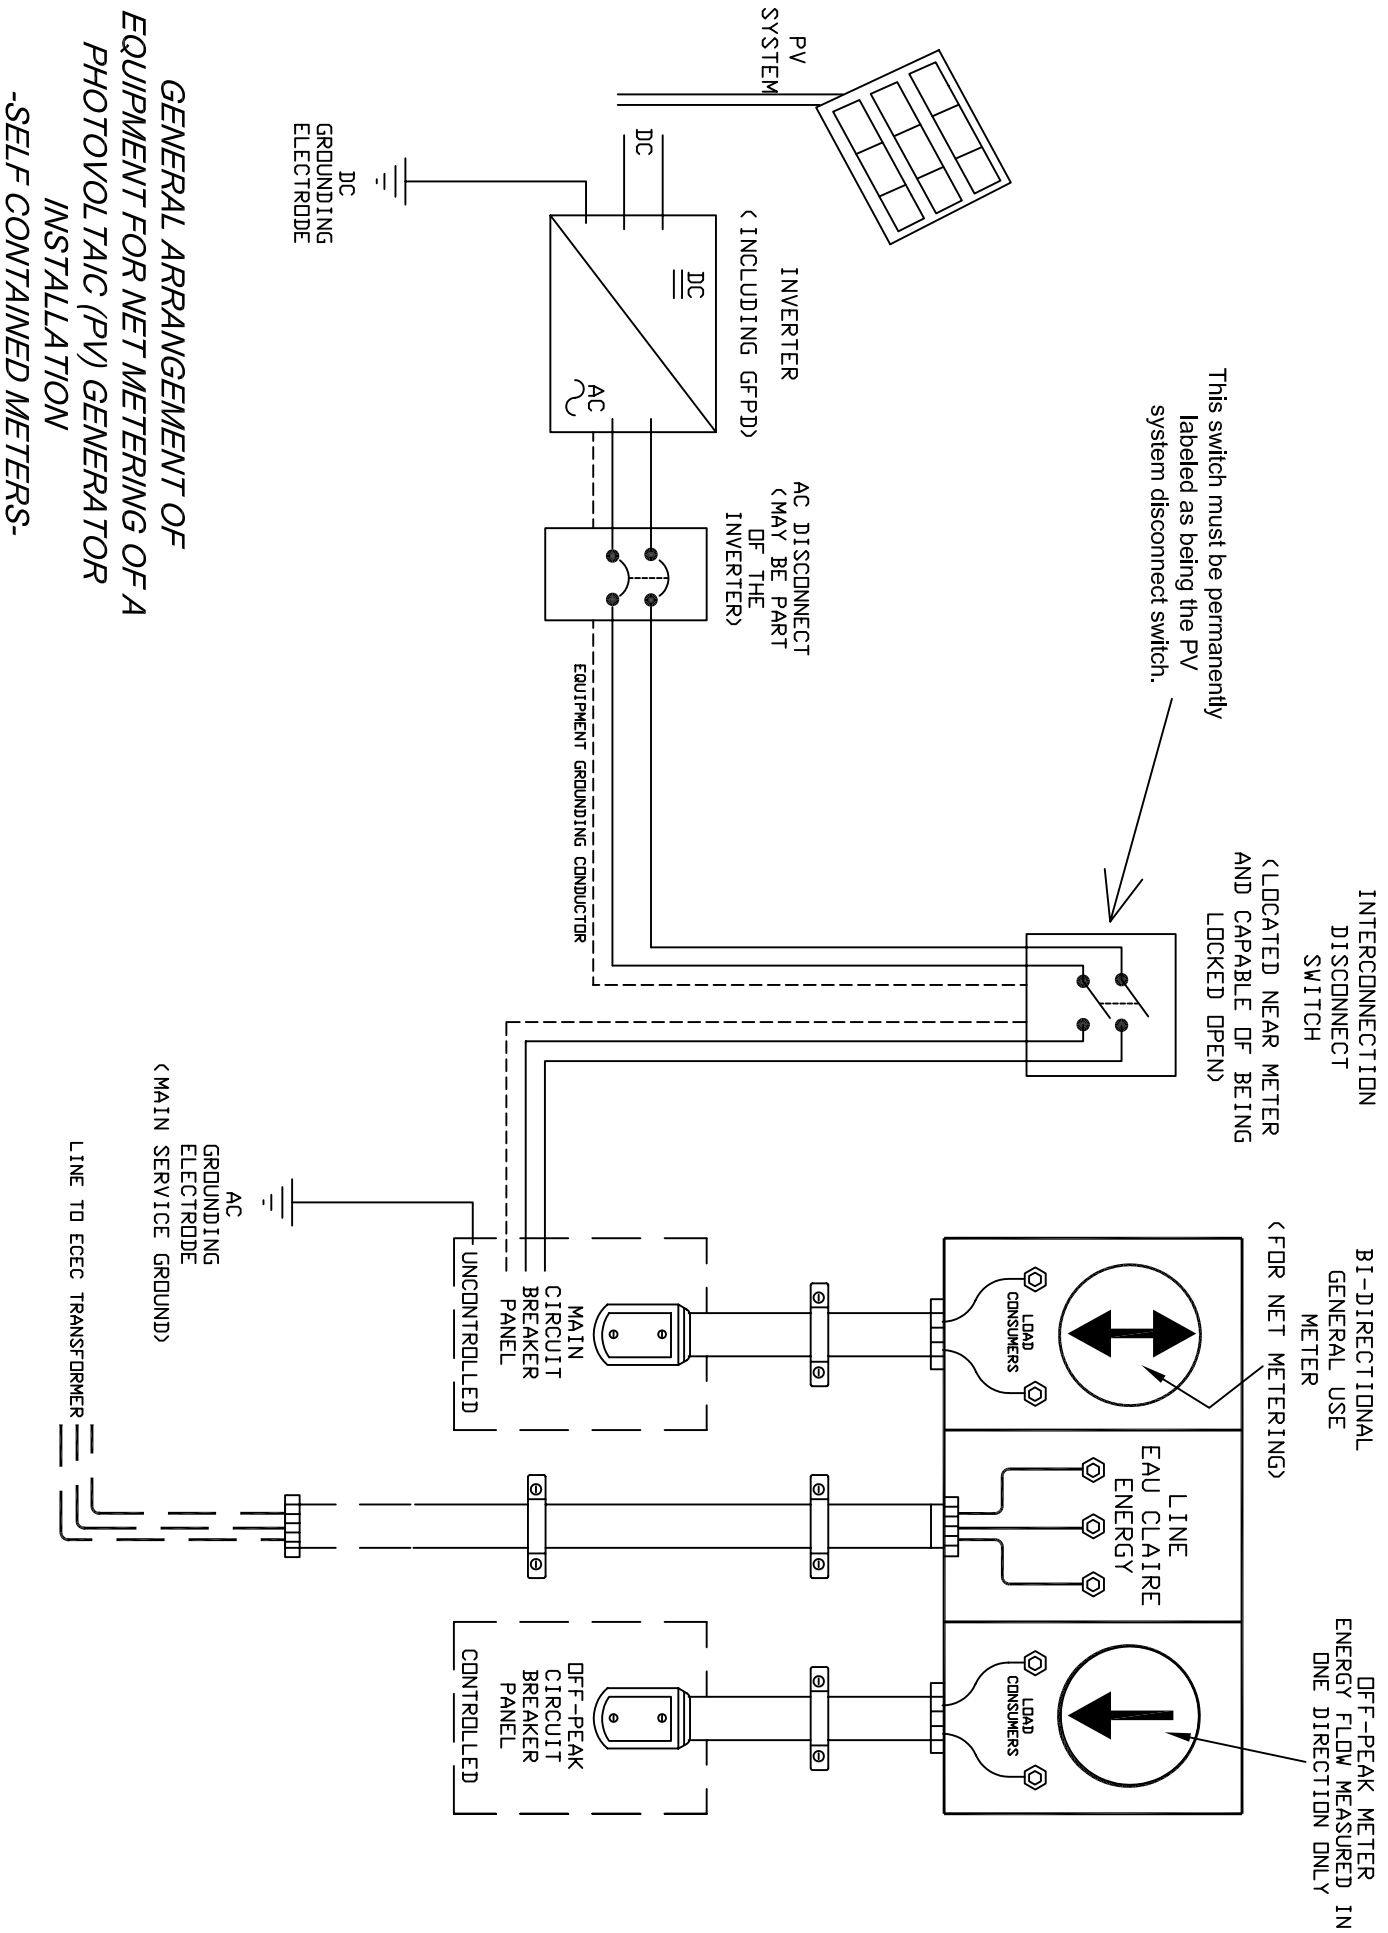 PV
SYSTEM
DC
DC
GROUNDING
ELECTRODE
INVERTER
(INCLUDING GFPD)
DC
AC
AC DISCONNECT
(MAY BE PART
OF THE
INVERTER)
EQUIPMENT GROUNDING CONDUCTOR
This switch must be permanently
labeled as being the PV
system disconnect switch.
INTERCONNECTION
DISCONNECT
SWITCH
(LOCATED NEAR METER
AND CAPABLE OF BEING
LOCKED OPEN)
BI-DIRECTIONAL
GENERAL USE
METER
(FOR NET METERING)
LOAD
CONSUMERS
LINE
EAU CLAIRE
ENERGY
OFF-PEAK METER
ENERGY FLOW MEASURED IN
ONE DIRECTION ONLY
LOAD
CONSUMERS
MAIN
CIRCUIT
BREAKER
PANEL
UNCONTROLLED
OFF-PEAK
CIRCUIT
BREAKER
PANEL
CONTROLLED
AC
GROUNDING
ELECTRODE
(MAIN SERVICE GROUND)
LINE TO ECEC TRANSFORMER
GENERAL ARRANGEMENT OF
EQUIPMENT FOR NET METERING OF A
PHOTOVOLTAIC (PV) GENERATOR
INSTALLATION
-SELF CONTAINED METERS-